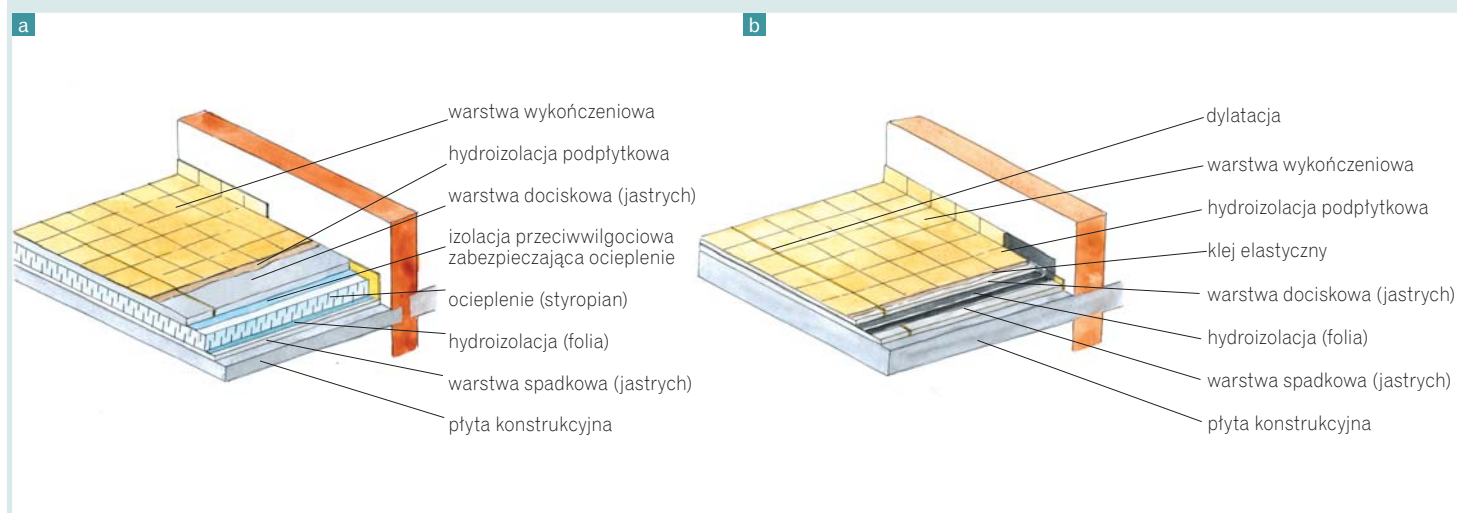 a
warstwa wykończeniowa
hydroizolacja podpłytkowa
warstwa dociskowa (jastrych)
izolacja przeciwwilgociowa
zabezpieczająca ocieplenie
ocieplenie (styropian)
hydroizolacja (folia)
warstwa spadkowa (jastrych)
płyta konstrukcyjna
b
dylatacja
warstwa wykończeniowa
hydroizolacja podpłytkowa
klej elastyczny
warstwa dociskowa (jastrych)
hydroizolacja (folia)
warstwa spadkowa (jastrych)
płyta konstrukcyjna